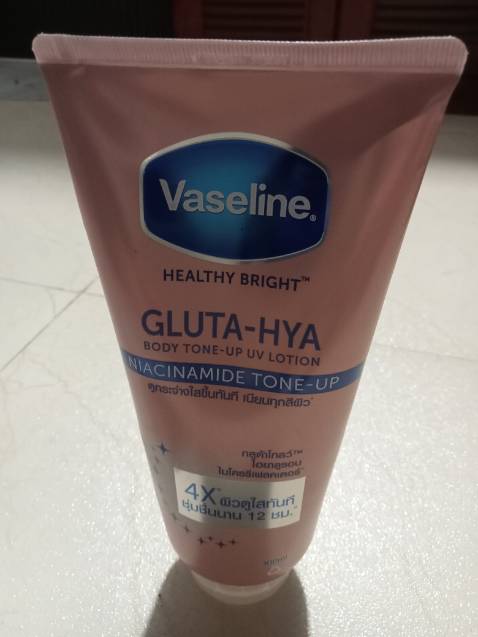 Vaseline®
HEALTHY BRIGHT™
GLUTA-HYA
BODY TONE-UP UV LOTION
NIACINAMIDE TONE-UP
ดูกระจ่างใสขึ้นทันที เนียนทุกสีผิว*
กลูต้าโกลว์™
ไฮยาลูรอน
ไมโครรีเฟลคเตอร์
4X* ผิวดูใสทันที
ชุ่มชื้นนาน 12 ชม.